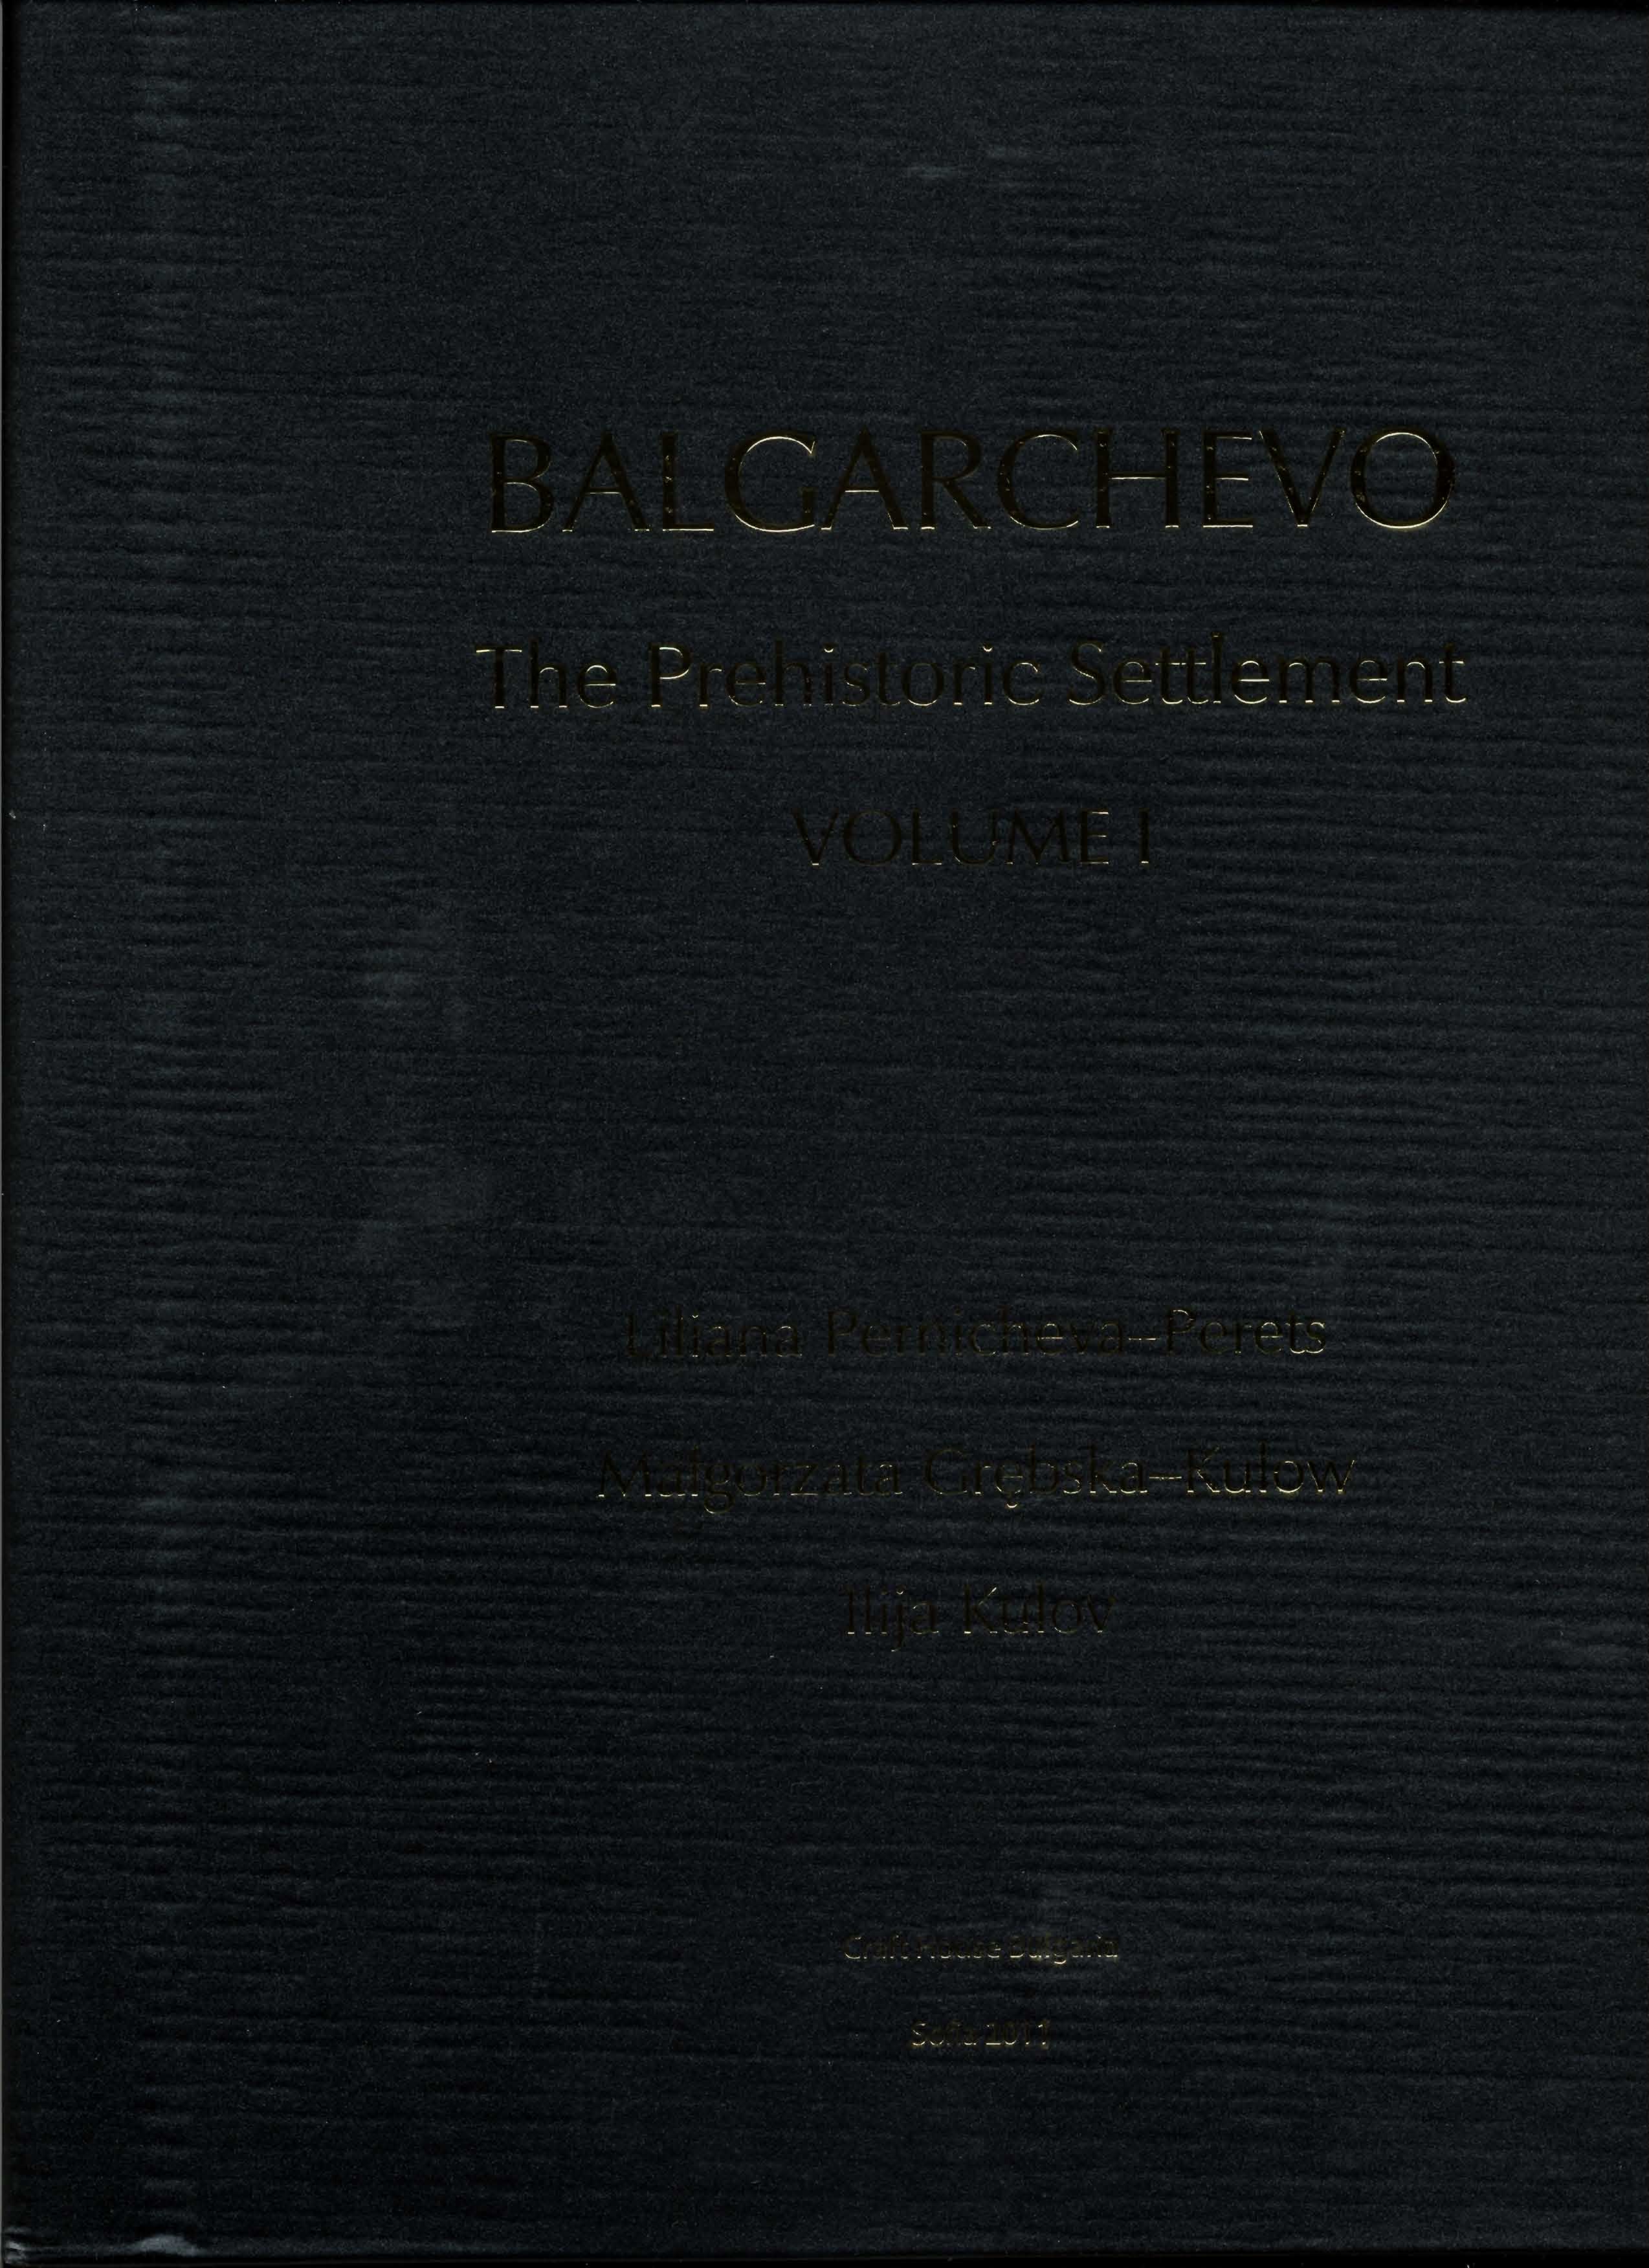 BALGARCHEVO
The Prehistoric Settlement
VOLUME I
Liliana Pernicheva–Perets
Małgorzata Grębska–Kulow
Ilija Kulov
Craft House Bulgaria
Sofia 2011